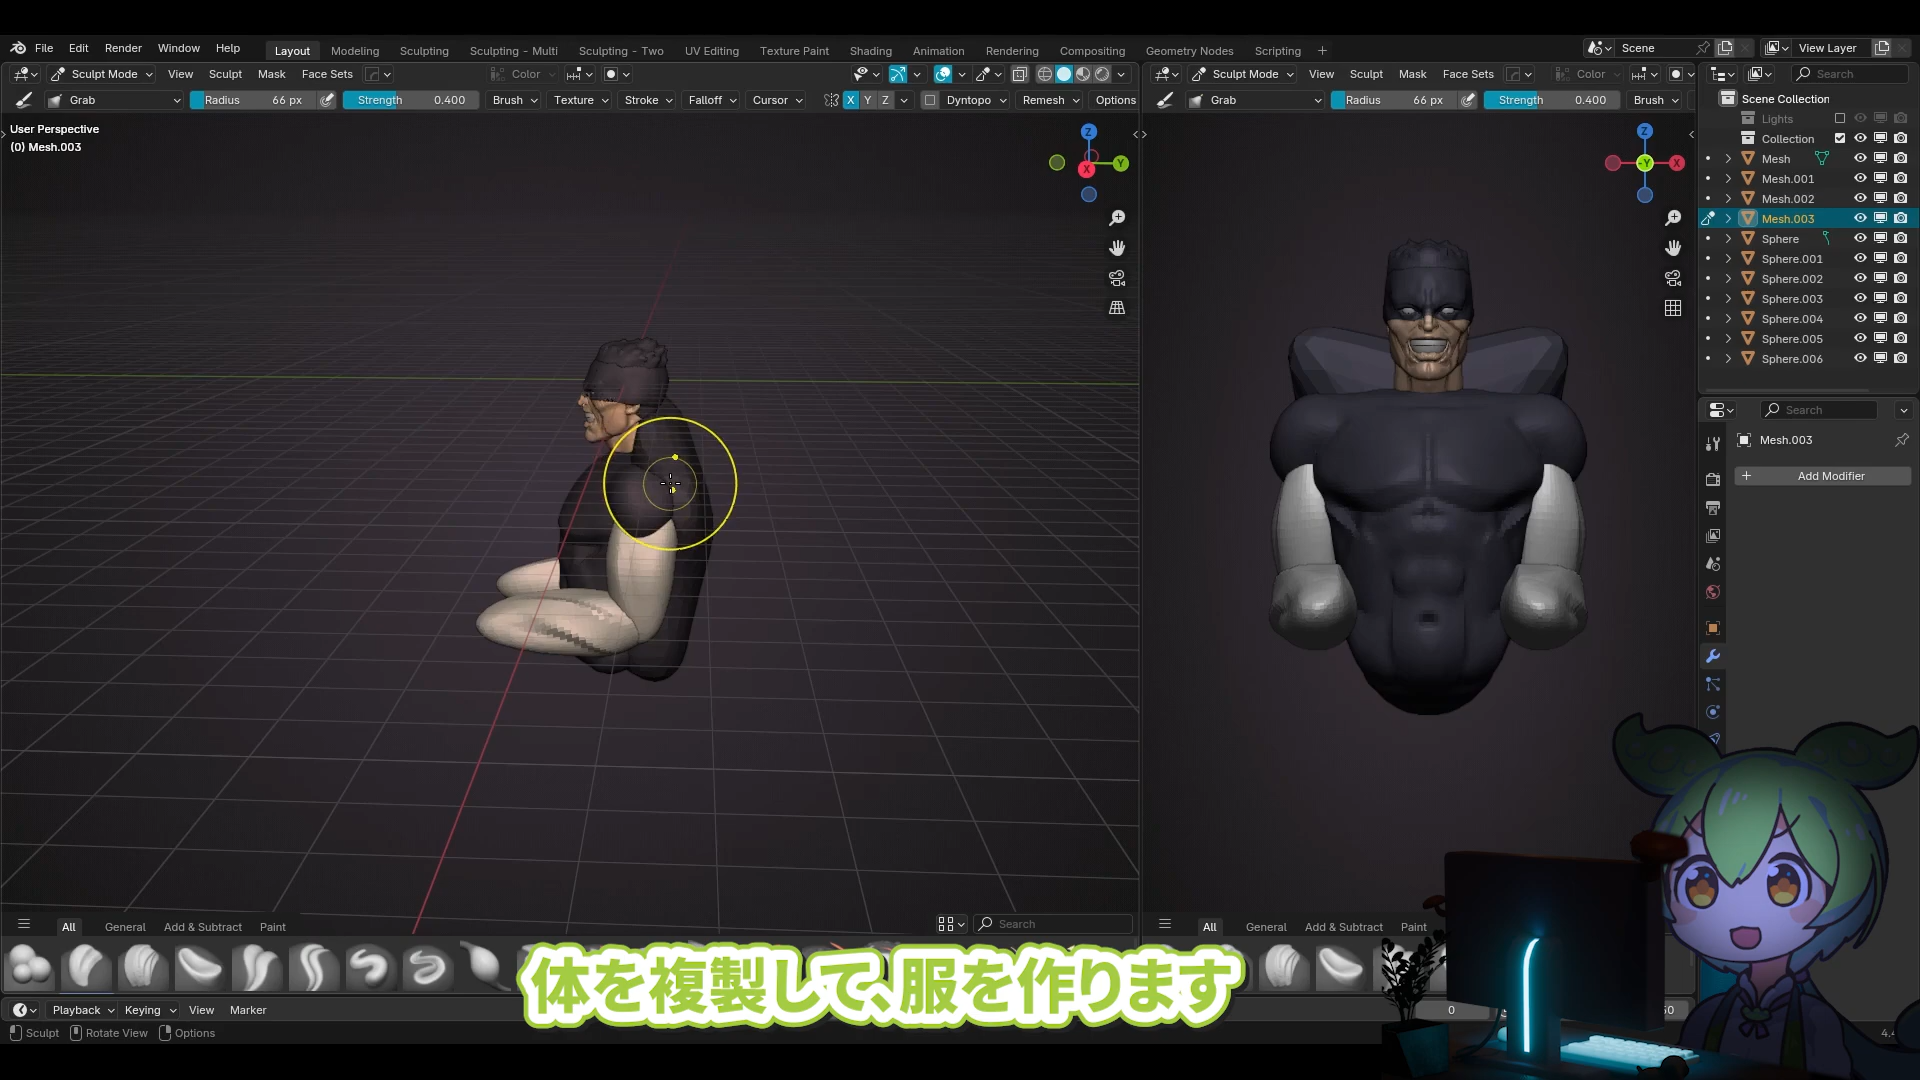 File Edit Render Window Help Layout Modeling Sculpting Sculpting - Multi Sculpting - Two UV Editing Texture Paint Shading Animation Rendering Compositing Geometry Nodes Scripting + Scene View Layer
Sculpt Mode View Sculpt Mask Face Sets Color Sculpt Mode View Sculpt Mask Face Sets Color Search
Grab Radius 66 px Strength 0.400 Brush Texture Stroke Falloff Cursor X Y Z Dyntopo Remesh Options Grab Radius 66 px Strength 0.400 Brush
Scene Collection
Lights
Collection
Mesh
Mesh.001
Mesh.002
Mesh.003
Sphere
Sphere.001
Sphere.002
Sphere.003
Sphere.004
Sphere.005
Sphere.006
User Perspective
(0) Mesh.003
Z
Y
X
Z
-Y
X
Search
Mesh.003
Add Modifier
All General Add & Subtract Paint Search
All General Add & Subtract Paint
体を複製して、服を作ります
Playback Keying View Marker
0
Sculpt Rotate View Options